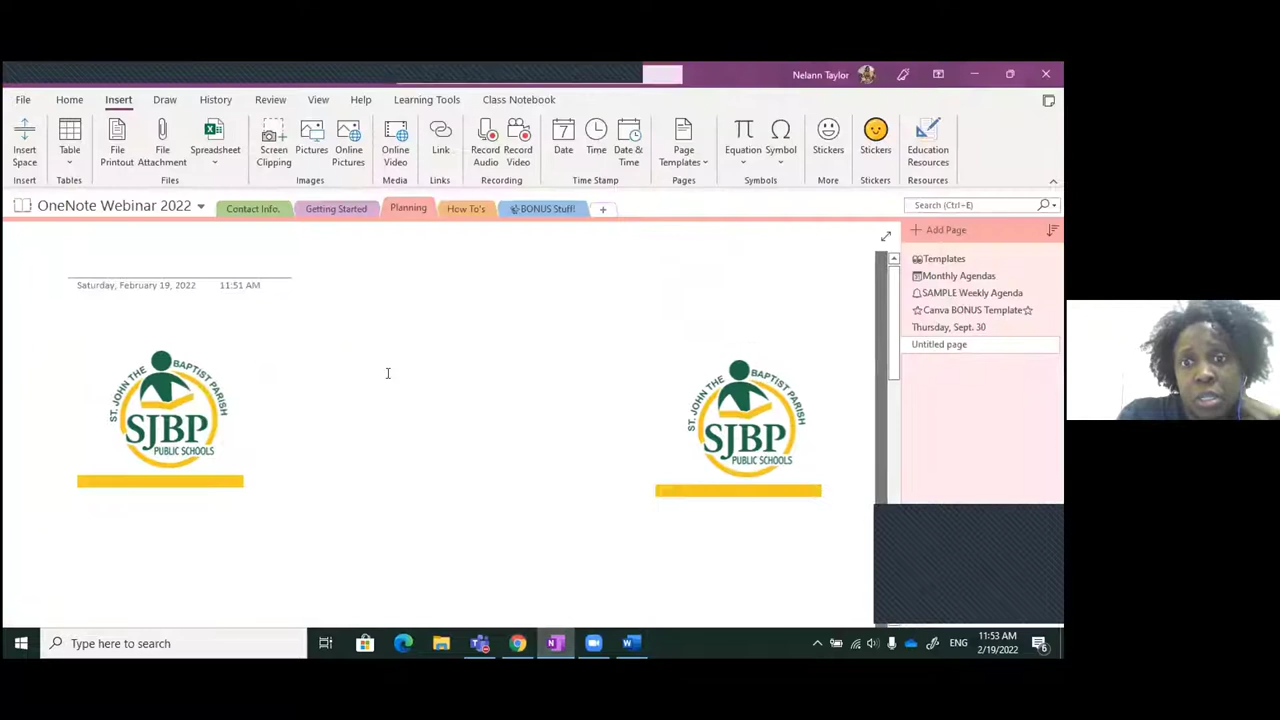 Nelann Taylor
File Home Insert Draw History Review View Help Learning Tools Class Notebook
Insert Space
Table
File Printout
File Attachment
Spreadsheet
Screen Clipping
Pictures
Online Pictures
Online Video
Link
Record Audio
Record Video
Date
Time
Date & Time
Page Templates
Equation
Symbol
Stickers
Stickers
Education Resources
Insert Tables Files Images Media Links Recording Time Stamp Pages Symbols More Stickers Resources
OneNote Webinar 2022 Contact Info. Getting Started Planning How To's BONUS Stuff! Search (Ctrl+E)
Add Page
Templates
Monthly Agendas
SAMPLE Weekly Agenda
Canva BONUS Template
Thursday, Sept. 30
Untitled page
Saturday, February 19, 2022 11:51 AM
ST. JOHN THE BAPTIST PARISH
SJBP
PUBLIC SCHOOLS
ST. JOHN THE BAPTIST PARISH
SJBP
PUBLIC SCHOOLS
Type here to search
ENG
11:53 AM
2/19/2022
6